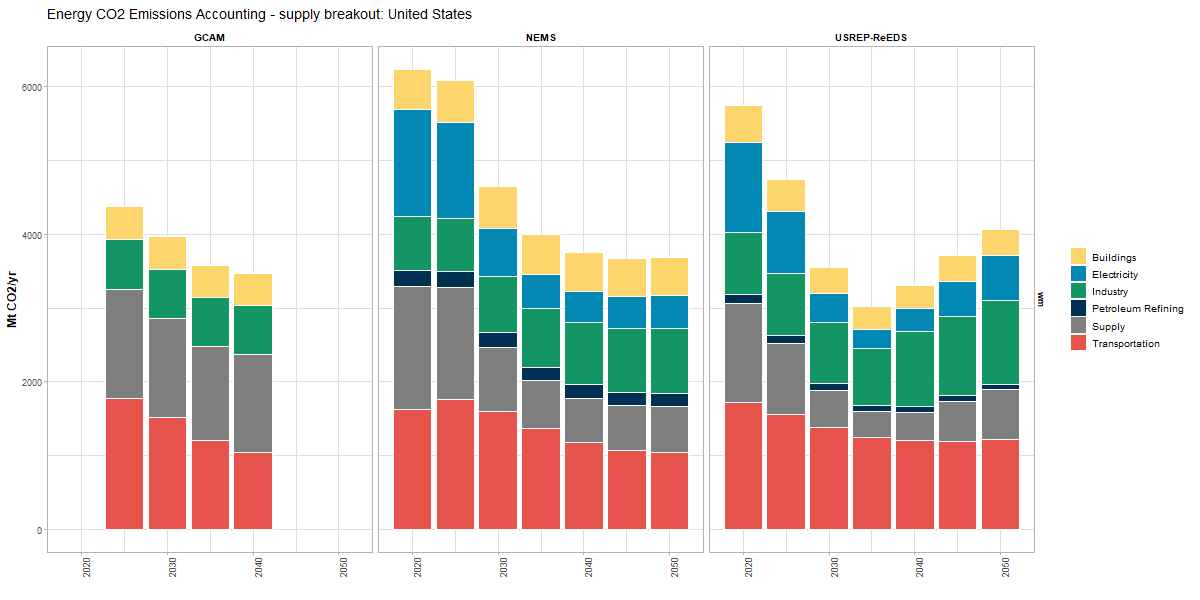 Energy CO2 Emissions Accounting - supply breakout: United States
GCAM
NEMS
USREP-ReEDS
Mt CO2/yr
6000
4000
2000
0
2020
2030
2040
2050
2020
2030
2040
2050
2020
2030
2040
2050
wm
Buildings
Electricity
Industry
Petroleum Refining
Supply
Transportation